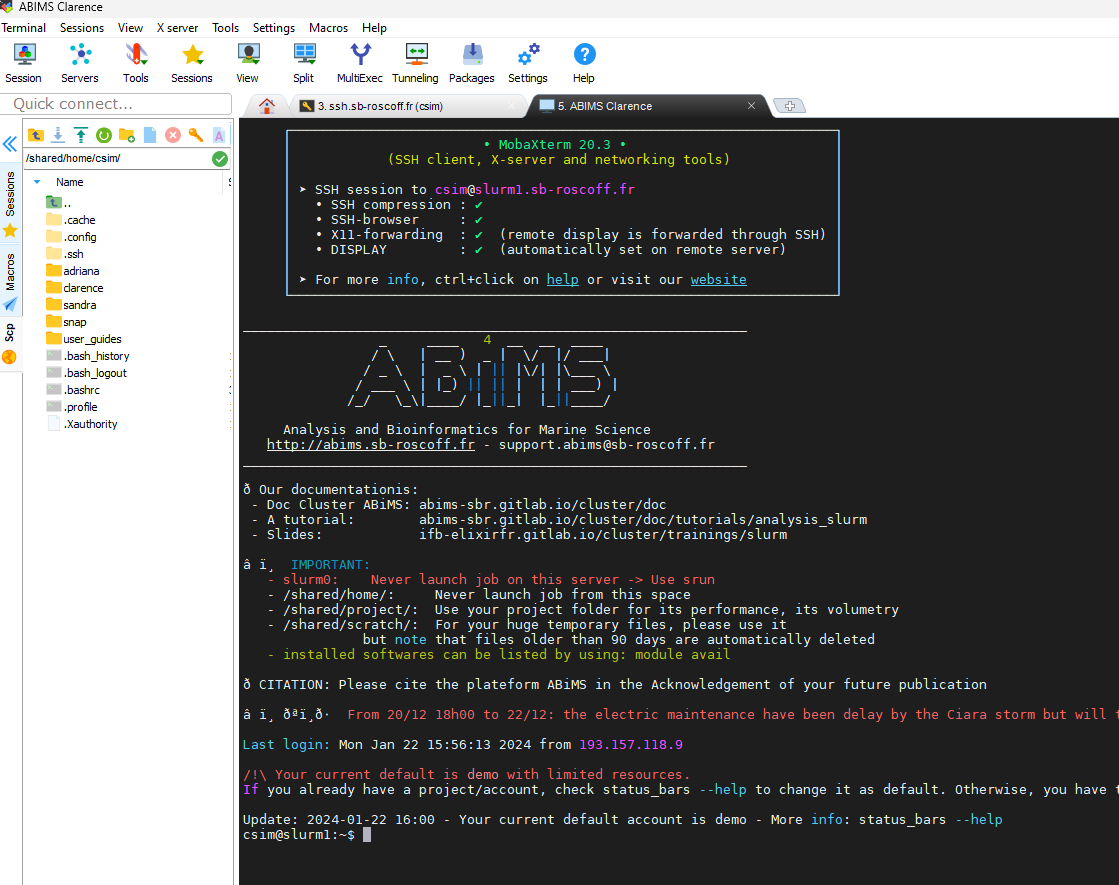 ABIMS Clarence
Terminal Sessions View X server Tools Settings Macros Help
Session Servers Tools Sessions View Split MultiExec Tunneling Packages Settings Help
Quick connect...
3. ssh.sb-roscoff.fr (csim)
5. ABIMS Clarence
/shared/home/csim/
Name
..
.cache
.config
.ssh
adriana
clarence
sandra
snap
user_guides
.bash_history
.bash_logout
.bashrc
.profile
.Xauthority
Sessions
Macros
Scp
• MobaXterm 20.3 •
(SSH client, X-server and networking tools)
➤ SSH session to csim@slurm1.sb-roscoff.fr
• SSH compression : ✔
• SSH-browser : ✔
• X11-forwarding : ✔ (remote display is forwarded through SSH)
• DISPLAY : ✔ (automatically set on remote server)
➤ For more info, ctrl+click on help or visit our website
4
ABiMS
Analysis and Bioinformatics for Marine Science
http://abims.sb-roscoff.fr - support.abims@sb-roscoff.fr
ð Our documentationis:
- Doc Cluster ABiMS: abims-sbr.gitlab.io/cluster/doc
- A tutorial: abims-sbr.gitlab.io/cluster/doc/tutorials/analysis_slurm
- Slides: ifb-elixirfr.gitlab.io/cluster/trainings/slurm
â ï¸ IMPORTANT:
- slurm0: Never launch job on this server -> Use srun
- /shared/home/: Never launch job from this space
- /shared/project/: Use your project folder for its performance, its volumetry
- /shared/scratch/: For your huge temporary files, please use it
but note that files older than 90 days are automatically deleted
- installed softwares can be listed by using: module avail
ð CITATION: Please cite the plateform ABiMS in the Acknowledgement of your future publication
â ï¸ ðªï¸ð· From 20/12 18h00 to 22/12: the electric maintenance have been delay by the Ciara storm but will
Last login: Mon Jan 22 15:56:13 2024 from 193.157.118.9
/!\ Your current default is demo with limited resources.
If you already have a project/account, check status_bars --help to change it as default. Otherwise, you have
Update: 2024-01-22 16:00 - Your current default account is demo - More info: status_bars --help
csim@slurm1:~$